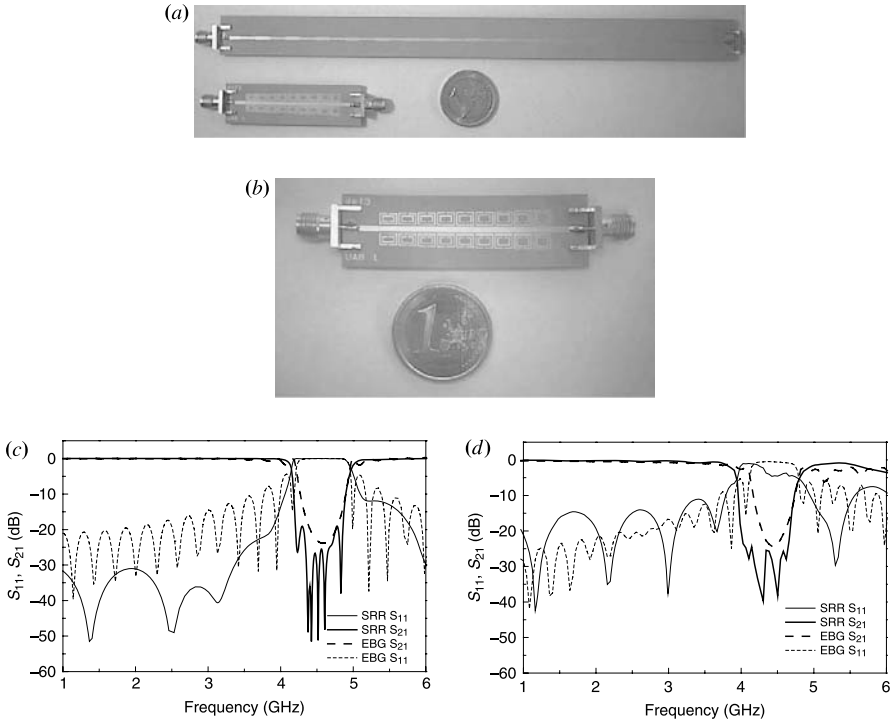 (a)
(b)
UAB 1
1
(c)
0
−10
−20
−30
−40
−50
−60
S11, S21 (dB)
SRR S11
SRR S21
EBG S21
EBG S11
1 2 3 4 5 6
Frequency (GHz)
(d)
0
−10
−20
−30
−40
−50
−60
S11, S21 (dB)
SRR S11
SRR S21
EBG S21
EBG S11
1 2 3 4 5 6
Frequency (GHz)